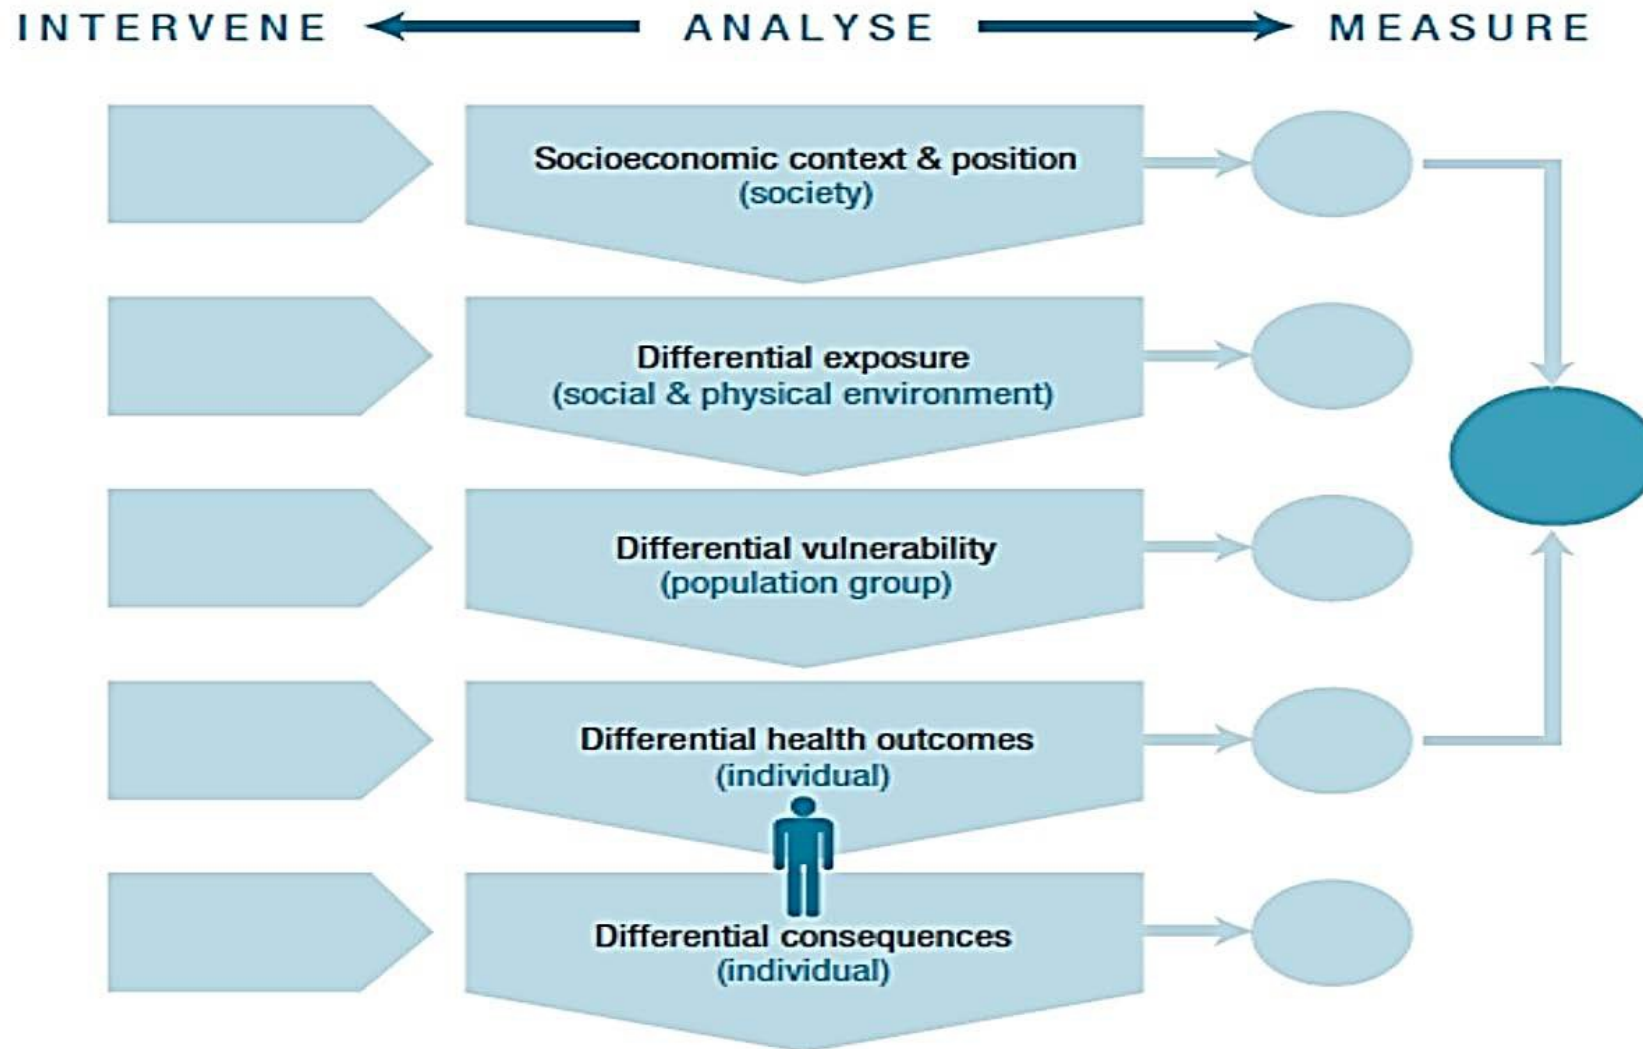 INTERVENE ANALYSE MEASURE
Socioeconomic context & position
(society)
Differential exposure
(social & physical environment)
Differential vulnerability
(population group)
Differential health outcomes
(individual)
Differential consequences
(individual)